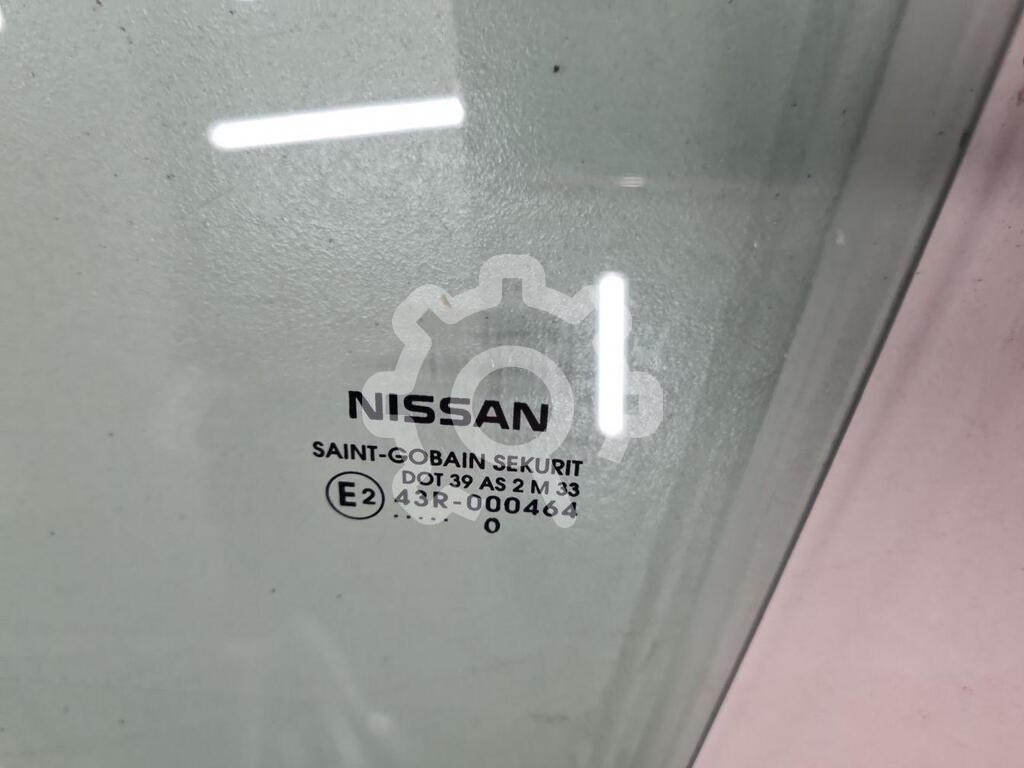 NISSAN
SAINT-GOBAIN SEKURIT
DOT 39 AS 2 M 33
E2 43R-000464
..... 0